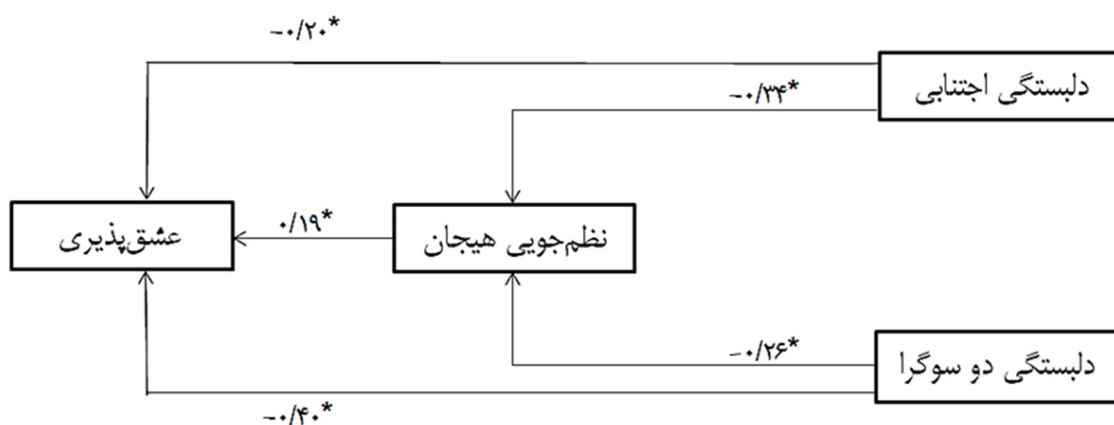 -۰/۲۰*
دلبستگی اجتنابی
-۰/۳۴*
نظم‌جویی هیجان
۰/۱۹*
عشق‌پذیری
-۰/۲۶*
دلبستگی دو سوگرا
-۰/۴۰*